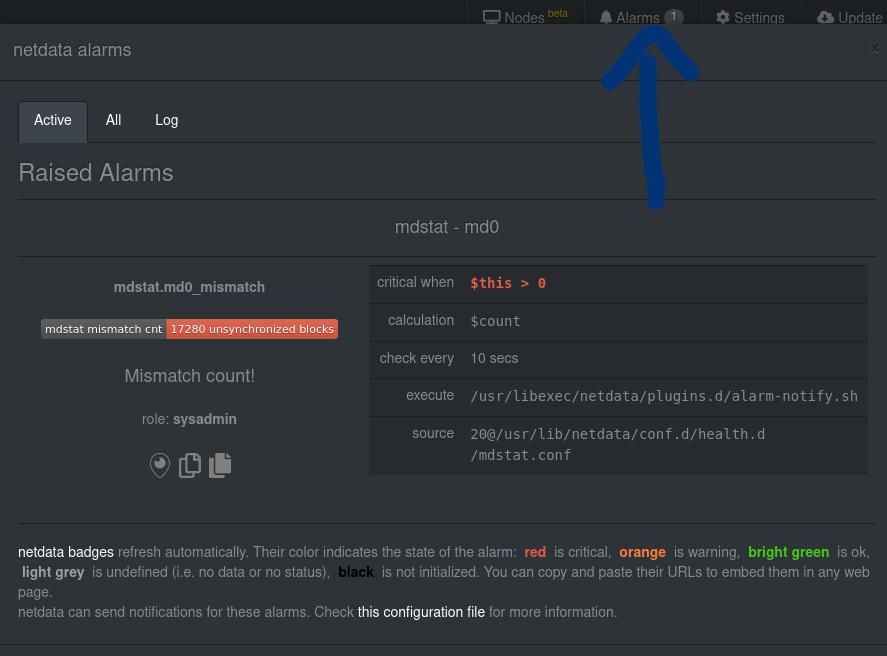 Nodes beta Alarms 1 Settings Update
netdata alarms ×
Active All Log
Raised Alarms
mdstat - md0
mdstat.md0_mismatch
mdstat mismatch cnt 17280 unsynchronized blocks
Mismatch count!
role: sysadmin
critical when $this > 0
calculation $count
check every 10 secs
execute /usr/libexec/netdata/plugins.d/alarm-notify.sh
source 20@/usr/lib/netdata/conf.d/health.d
/mdstat.conf
netdata badges refresh automatically. Their color indicates the state of the alarm: red is critical, orange is warning, bright green is ok,
light grey is undefined (i.e. no data or no status), black is not initialized. You can copy and paste their URLs to embed them in any web
page.
netdata can send notifications for these alarms. Check this configuration file for more information.